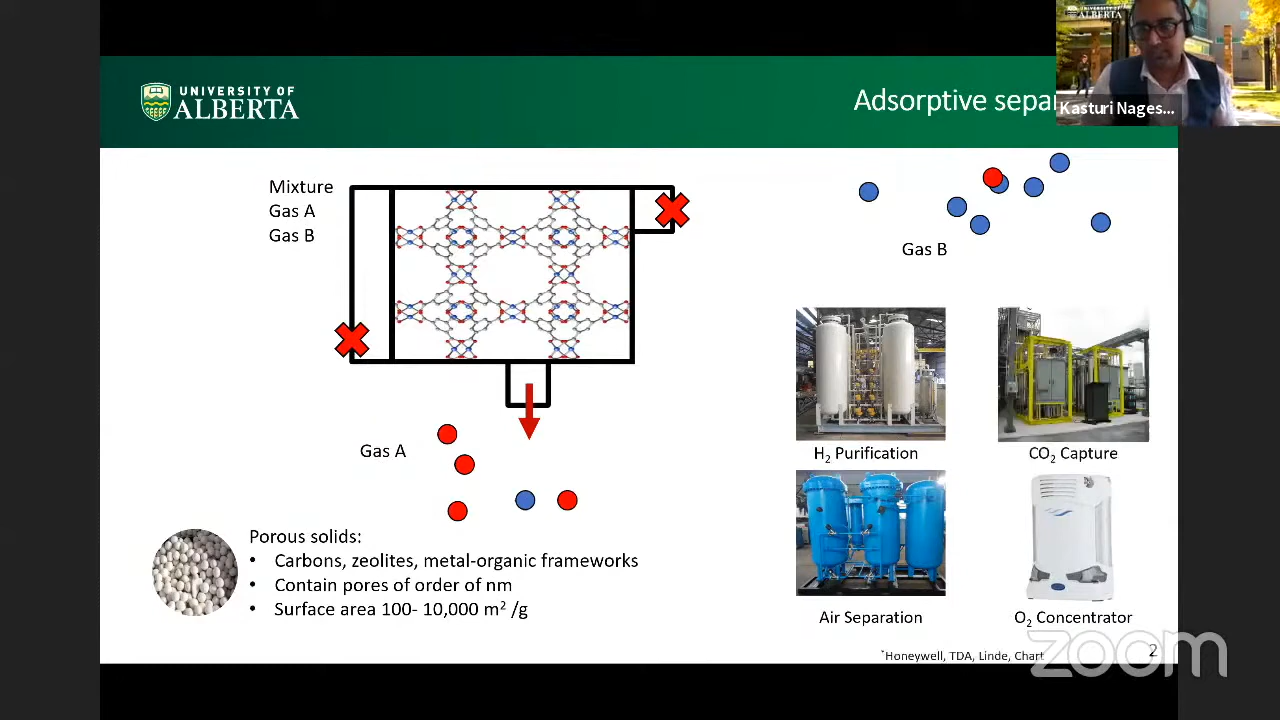 UNIVERSITY OF
ALBERTA
Adsorptive separ
ALBERTA
Kasturi Nages...
Mixture
Gas A
Gas B
Gas B
Gas A
H2 Purification
CO2 Capture
Porous solids:
• Carbons, zeolites, metal-organic frameworks
• Contain pores of order of nm
• Surface area 100- 10,000 m² /g
Air Separation
O2 Concentrator
*Honeywell, TDA, Linde, Chart
2
zoom